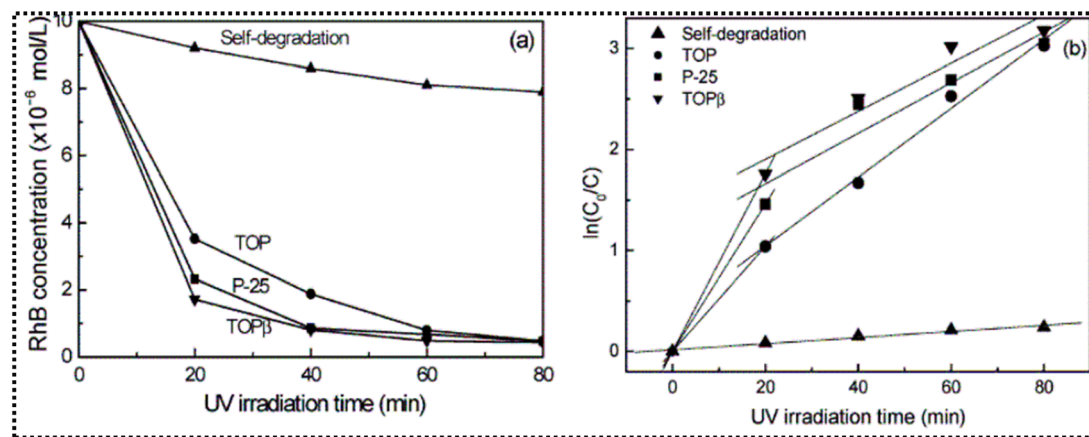 (a)
Self-degradation
TOP
P-25
TOPβ
RhB concentration (x10⁻⁶ mol/L)
10
8
6
4
2
0
0 20 40 60 80
UV irradiation time (min)
(b)
Self-degradation
TOP
P-25
TOPβ
ln(C₀/C)
3
2
1
0
0 20 40 60 80
UV irradiation time (min)